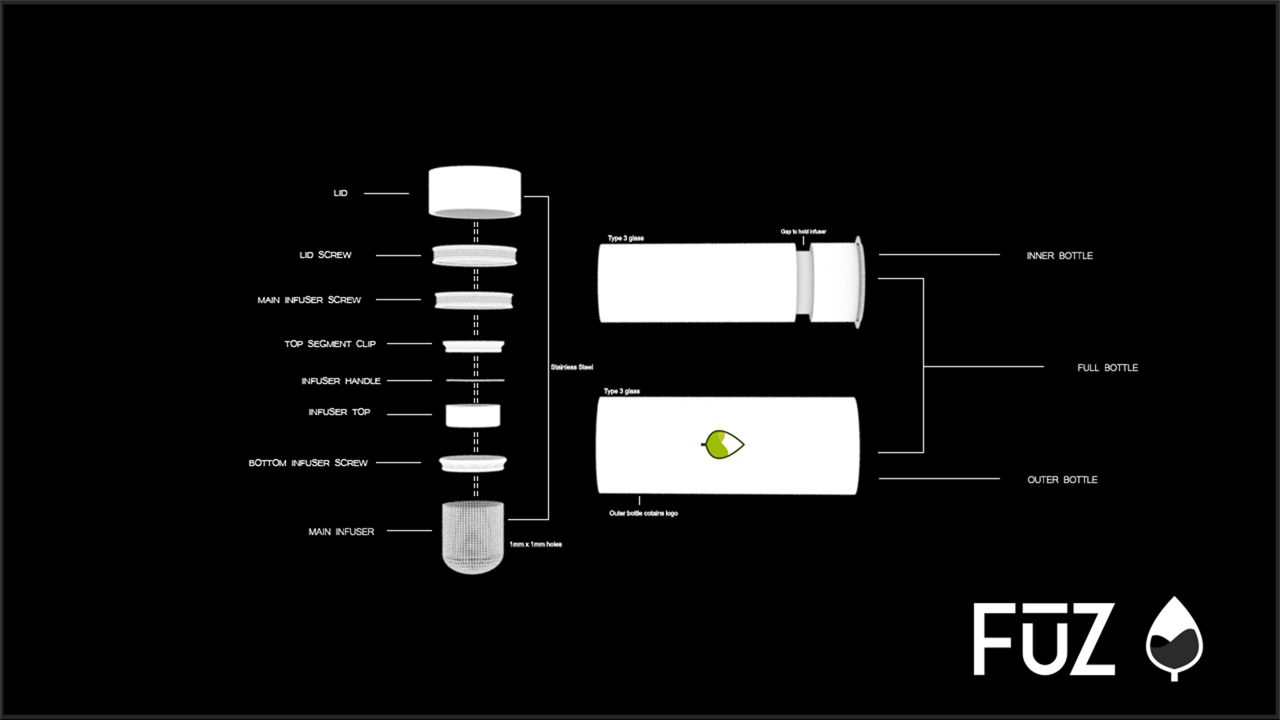 LID
LID SCREW
MAIN INFUSER SCREW
TOP SEGMENT CLIP
INFUSER HANDLE
INFUSER TOP
BOTTOM INFUSER SCREW
MAIN INFUSER
Stainless Steel
1mm x 1mm holes
Type 3 glass
Gap to hold infuser
INNER BOTTLE
FULL BOTTLE
Type 3 glass
OUTER BOTTLE
Outer bottle cotains logo
FŪZ